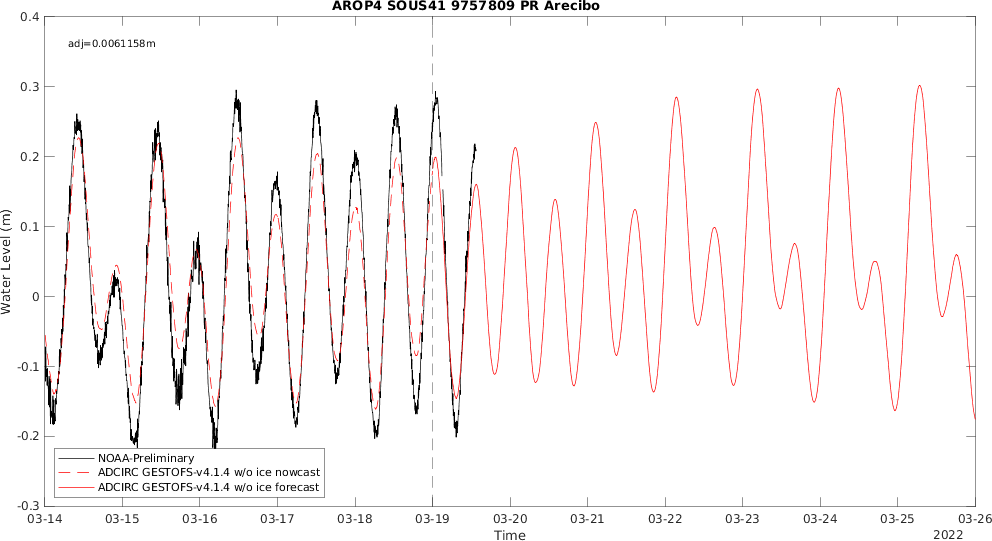 AROP4 SOUS41 9757809 PR Arecibo
adj=0.0061158m
0.4
0.3
0.2
0.1
0
-0.1
-0.2
-0.3
Water Level (m)
NOAA-Preliminary
ADCIRC GESTOFS-v4.1.4 w/o ice nowcast
ADCIRC GESTOFS-v4.1.4 w/o ice forecast
03-14 03-15 03-16 03-17 03-18 03-19 03-20 03-21 03-22 03-23 03-24 03-25 03-26
Time
2022